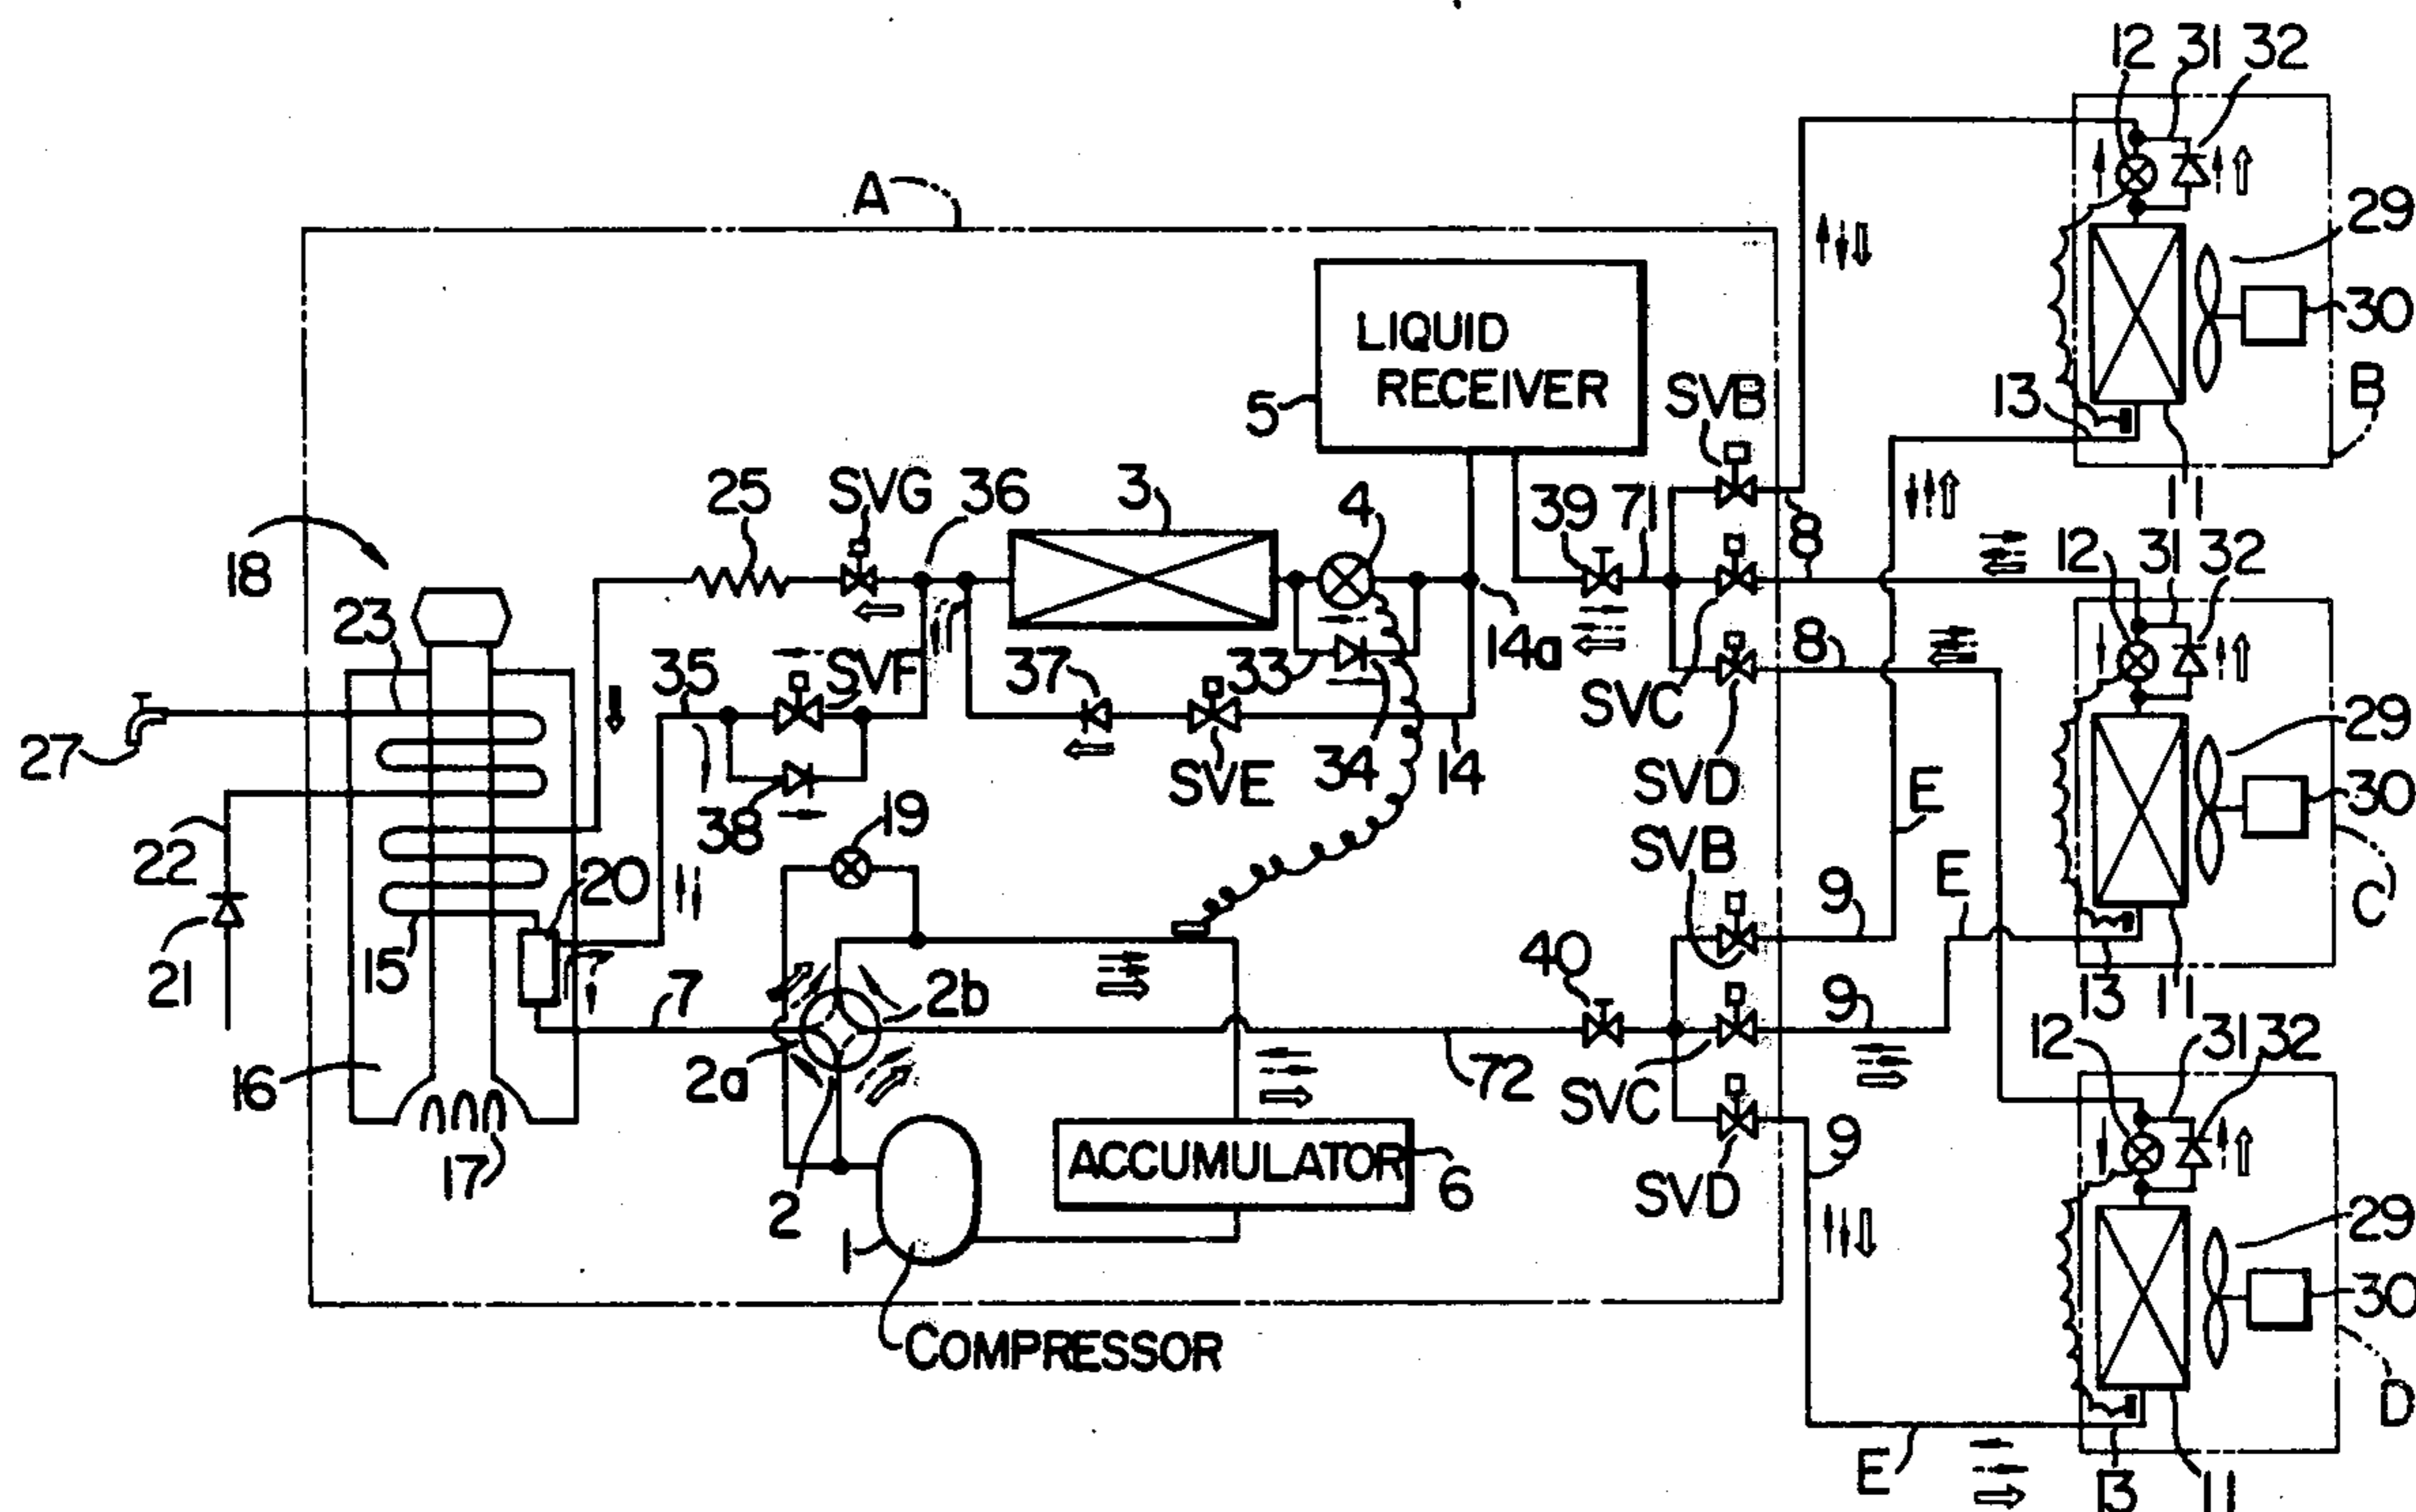 12 31 32
A
29
LIQUID
RECEIVER
30
5
SVB
13
B
25
SVG
36
3
4
39
71
8
11
18
12
31
32
23
14a
35
SVF
37
33
8
SVC
29
27
SVE
34
14
SVD
30
38
19
E
SVB
22
20
9
E
C
21
15
40
7
2b
9
13
11
12
31
32
2a
16
72
SVC
9
17
ACCUMULATOR
6
SVD
29
2
1
30
COMPRESSOR
D
E
13
11